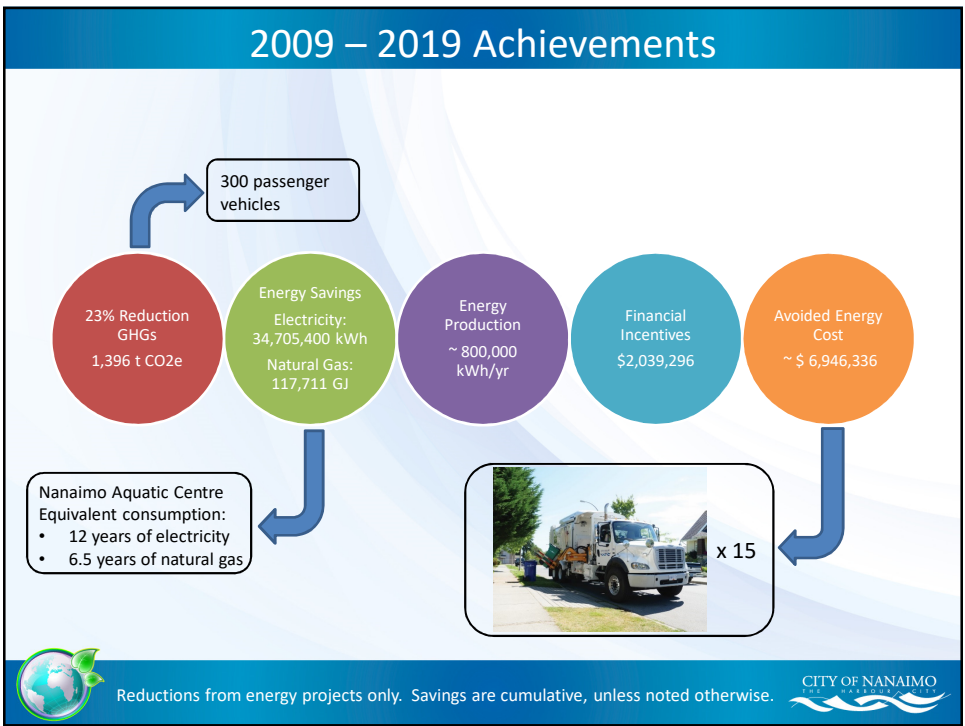 2009 – 2019 Achievements
300 passenger
vehicles
23% Reduction
GHGs
1,396 t CO2e
Energy Savings
Electricity:
34,705,400 kWh
Natural Gas:
117,711 GJ
Energy
Production
~ 800,000
kWh/yr
Financial
Incentives
$2,039,296
Avoided Energy
Cost
~ $ 6,946,336
Nanaimo Aquatic Centre
Equivalent consumption:
• 12 years of electricity
• 6.5 years of natural gas
x 15
Reductions from energy projects only. Savings are cumulative, unless noted otherwise.
CITY OF NANAIMO
THE HARBOUR CITY